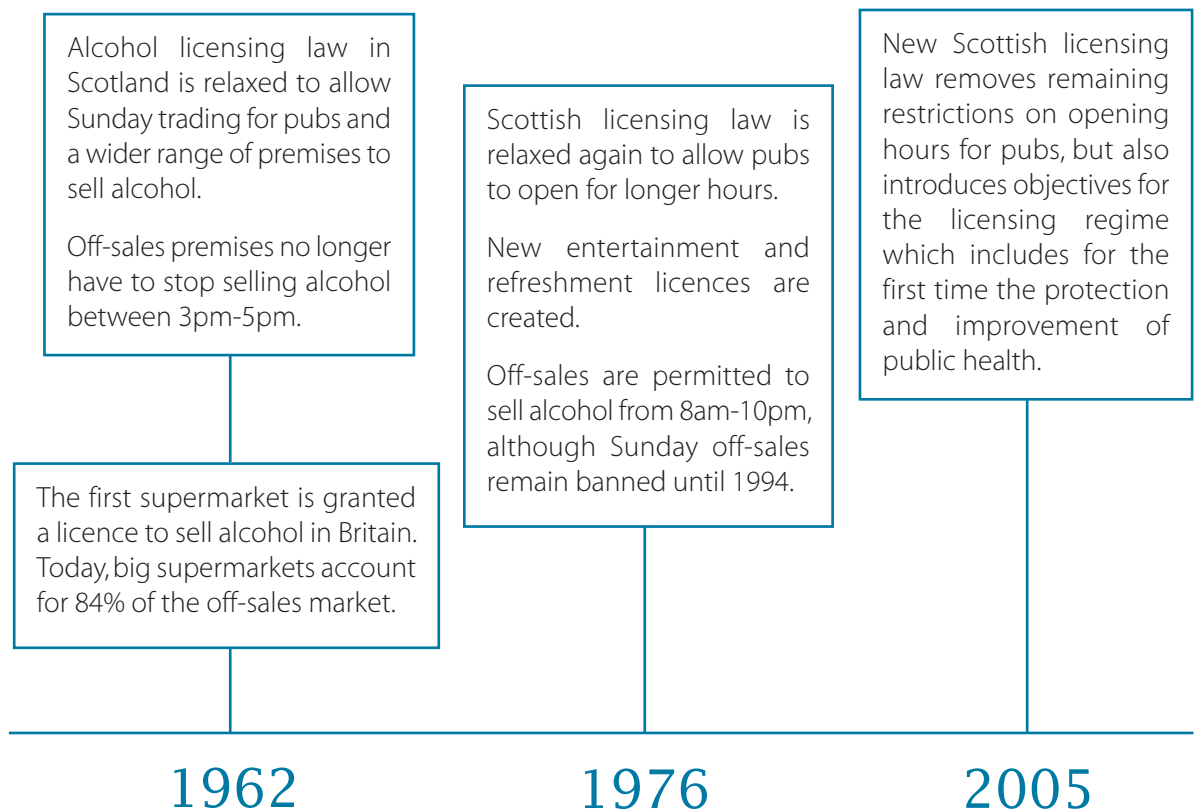 Alcohol licensing law in
Scotland is relaxed to allow
Sunday trading for pubs and
a wider range of premises to
sell alcohol.
Off-sales premises no longer
have to stop selling alcohol
between 3pm-5pm.
The first supermarket is granted
a licence to sell alcohol in Britain.
Today, big supermarkets account
for 84% of the off-sales market.
1962
Scottish licensing law is
relaxed again to allow pubs
to open for longer hours.
New entertainment and
refreshment licences are
created.
Off-sales are permitted to
sell alcohol from 8am-10pm,
although Sunday off-sales
remain banned until 1994.
1976
New Scottish licensing
law removes remaining
restrictions on opening
hours for pubs, but also
introduces objectives for
the licensing regime
which includes for the
first time the protection
and improvement of
public health.
2005